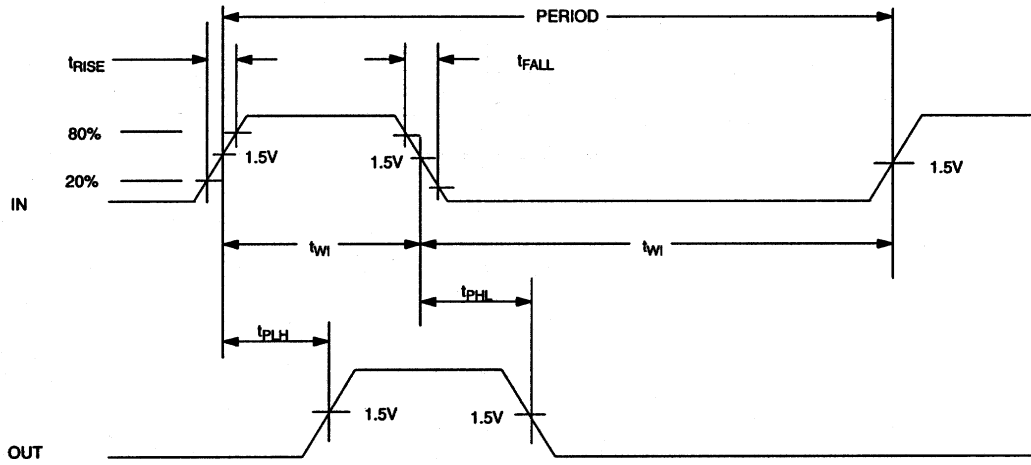 PERIOD
tRISE
tFALL
80%
1.5V
1.5V
1.5V
20%
IN
tWI
tWI
tPHL
tPLH
1.5V
1.5V
OUT